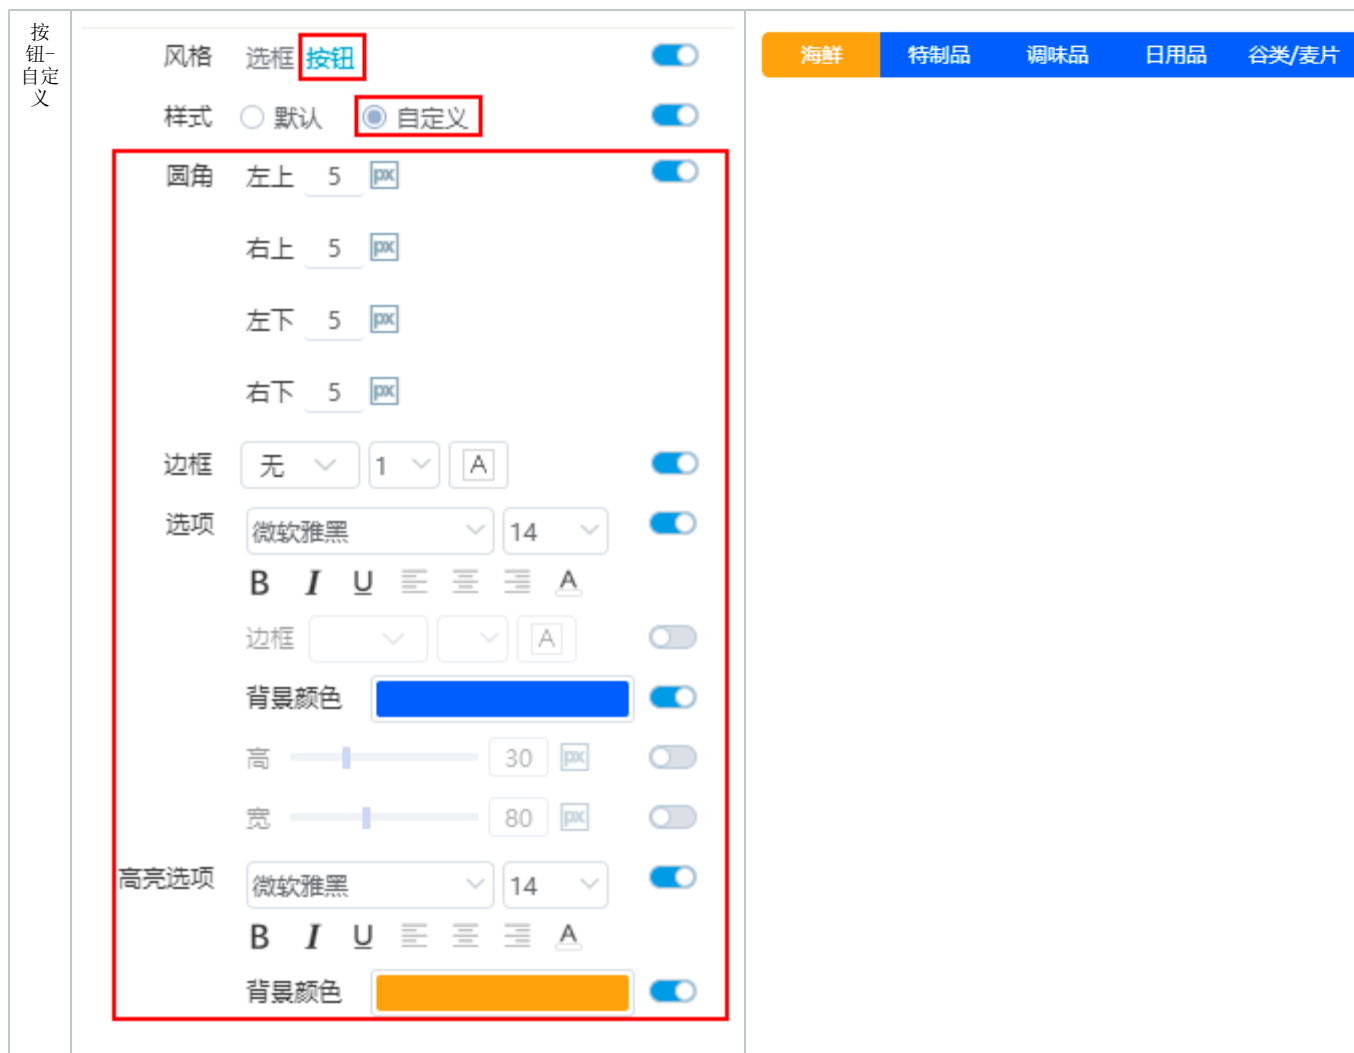 按
钮-
自定
义
风格 选框 按钮
样式 默认 自定义
圆角 左上 5 px
右上 5 px
左下 5 px
右下 5 px
边框 无 1 A
选项 微软雅黑 14
B I U A
边框 A
背景颜色
高 30 px
宽 80 px
高亮选项 微软雅黑 14
B I U A
背景颜色
海鲜 特制品 调味品 日用品 谷类/麦片